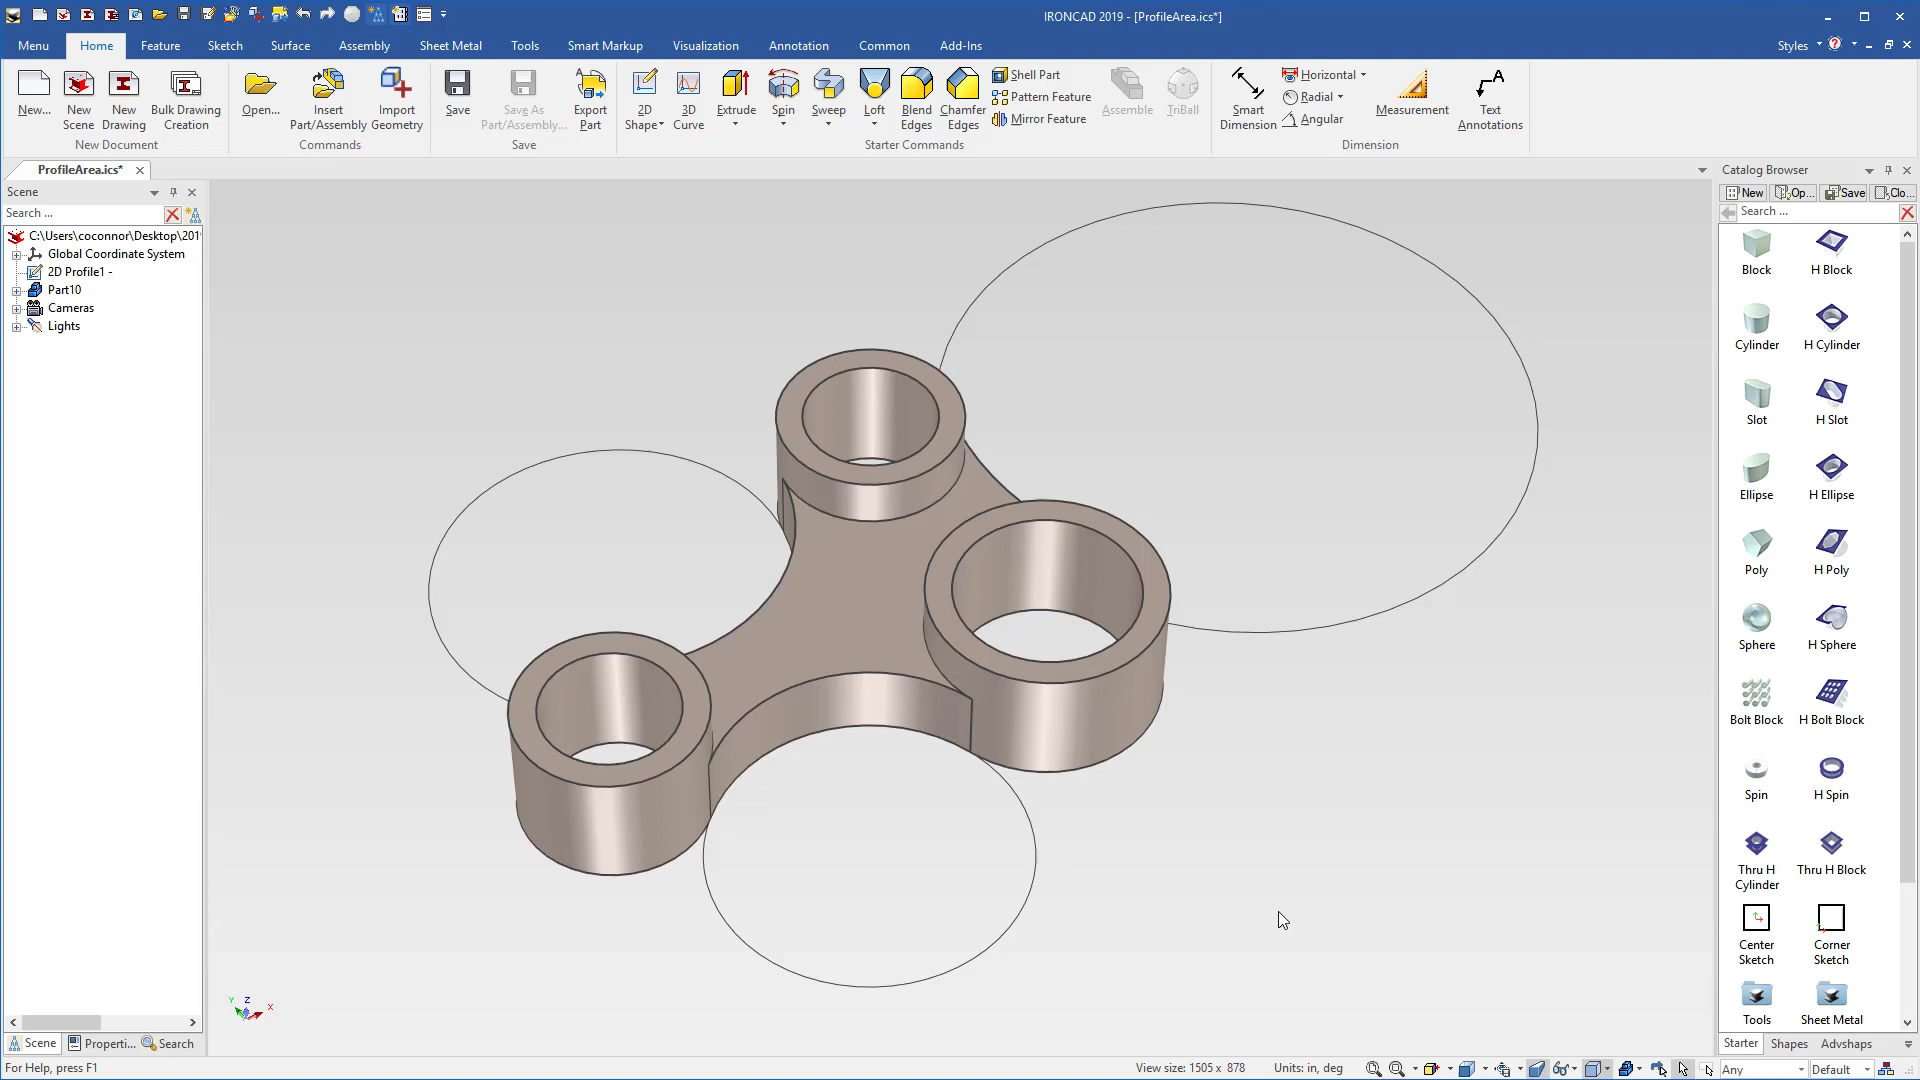 IRONCAD 2019 - [ProfileArea.ics*]
Menu Home Feature Sketch Surface Assembly Sheet Metal Tools Smart Markup Visualization Annotation Common Add-Ins Styles
New... New Scene New Drawing Bulk Drawing Creation
New Document
Open... Insert Part/Assembly Import Geometry
Commands
Save Save As Part/Assembly... Export Part
Save
2D Shape 3D Curve Extrude Spin Sweep Loft Blend Edges Chamfer Edges
Shell Part
Pattern Feature
Mirror Feature
Assemble TriBall
Starter Commands
Smart Dimension
Horizontal
Radial
Angular
Measurement Text Annotations
Dimension
ProfileArea.ics*
Scene
Search ...
C:\Users\coconnor\Desktop\201
Global Coordinate System
2D Profile1 -
Part10
Cameras
Lights
Y Z X
Scene Properti... Search
Catalog Browser
New Op... Save Clo...
Search ...
Block H Block
Cylinder H Cylinder
Slot H Slot
Ellipse H Ellipse
Poly H Poly
Sphere H Sphere
Bolt Block H Bolt Block
Spin H Spin
Thru H Cylinder Thru H Block
Center Sketch Corner Sketch
Tools Sheet Metal
Starter Shapes Advshaps
For Help, press F1
View size: 1505 x 878 Units: in, deg
Any Default